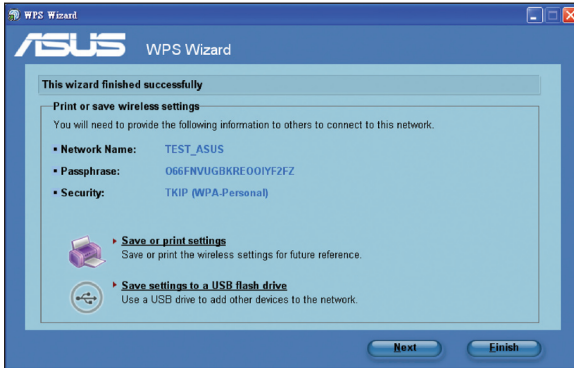 WPS Wizard
ASUS WPS Wizard
This wizard finished successfully
Print or save wireless settings
You will need to provide the following information to others to connect to this network.
Network Name: TEST_ASUS
Passphrase: O66FNVUGBKREOOIYF2FZ
Security: TKIP (WPA-Personal)
Save or print settings
Save or print the wireless settings for future reference.
Save settings to a USB flash drive
Use a USB drive to add other devices to the network.
Next Finish